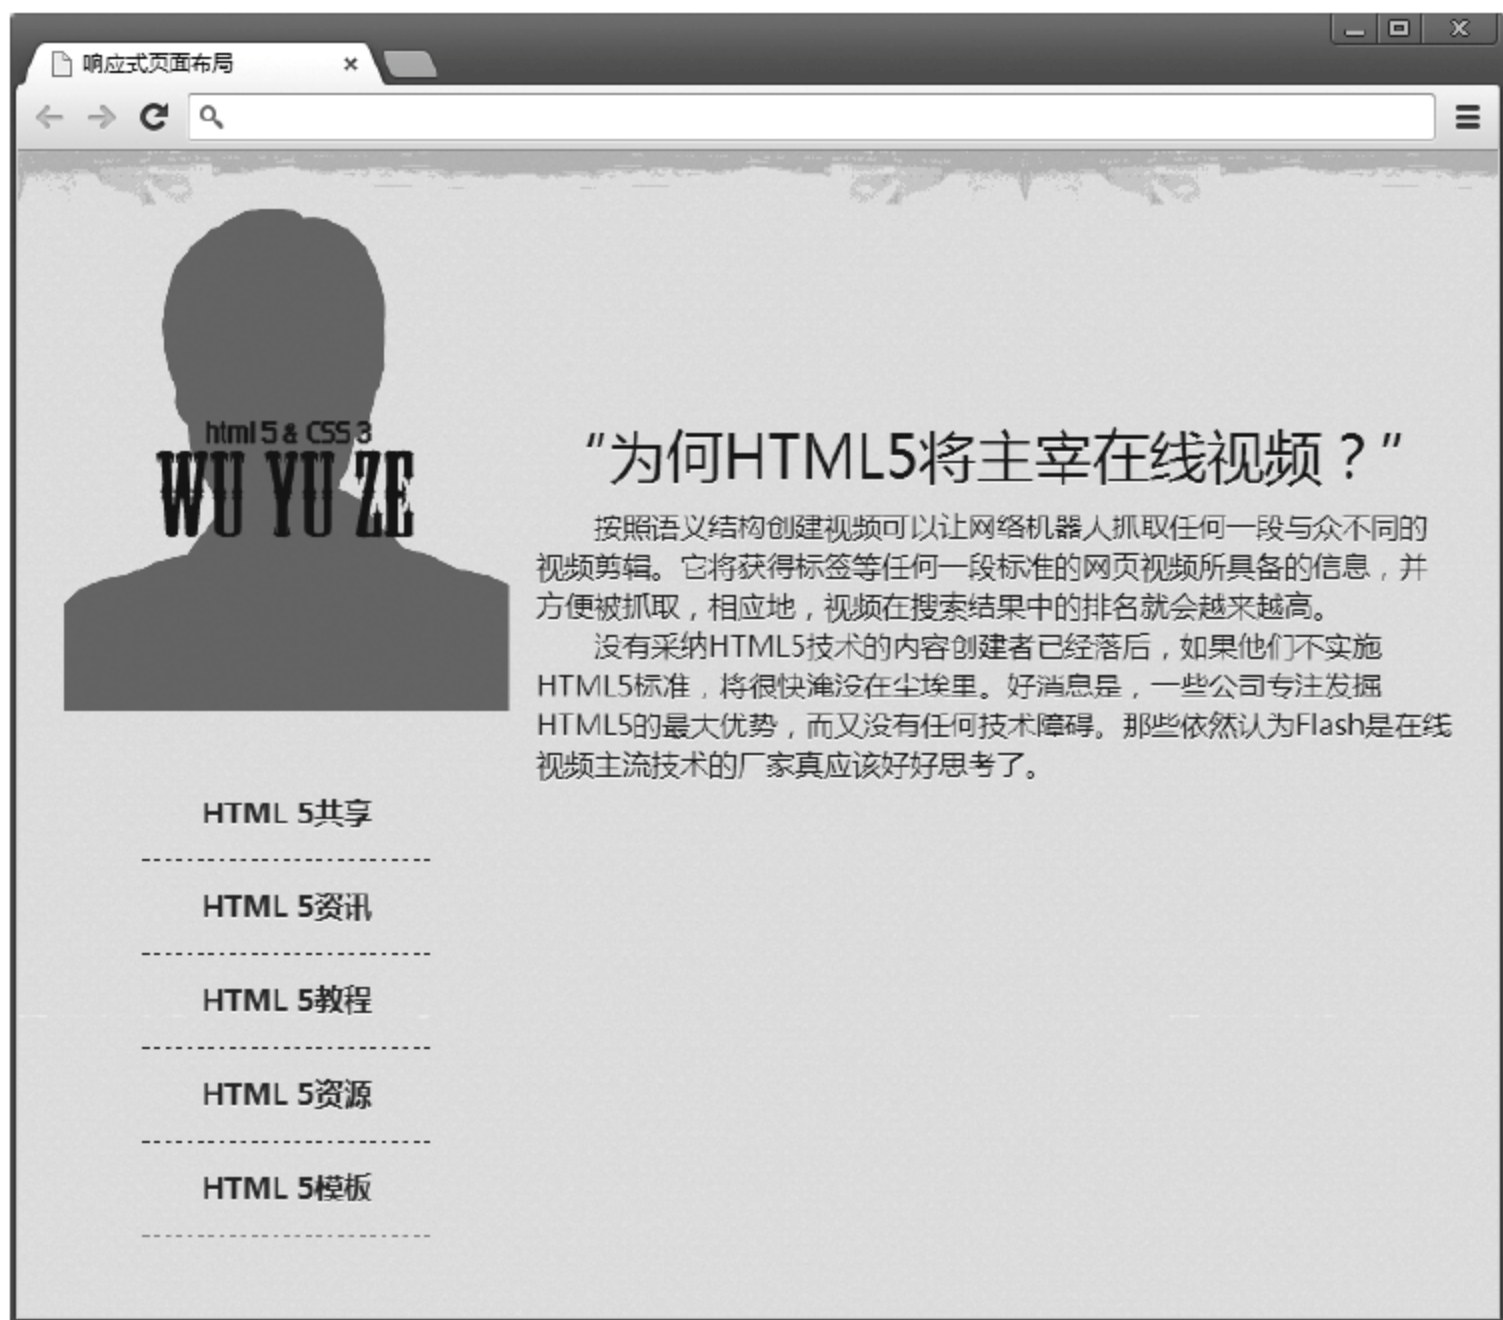 响应式页面布局
html 5 & CSS 3
WU YU ZE
“为何HTML5将主宰在线视频？”
按照语义结构创建视频可以让网络机器人抓取任何一段与众不同的
视频剪辑。它将获得标签等任何一段标准的网页视频所具备的信息，并
方便被抓取，相应地，视频在搜索结果中的排名就会越来越高。
没有采纳HTML5技术的内容创建者已经落后，如果他们不实施
HTML5标准，将很快淹没在尘埃里。好消息是，一些公司专注发掘
HTML5的最大优势，而又没有任何技术障碍。那些依然认为Flash是在线
视频主流技术的厂家真应该好好思考了。
HTML 5共享
HTML 5资讯
HTML 5教程
HTML 5资源
HTML 5模板